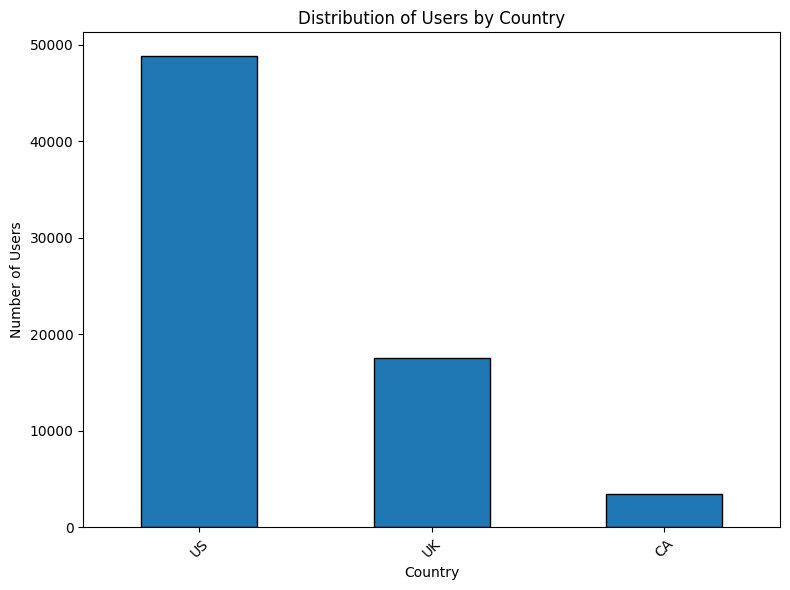 Distribution of Users by Country
50000
40000
30000
20000
10000
0
Number of Users
US
UK
CA
Country